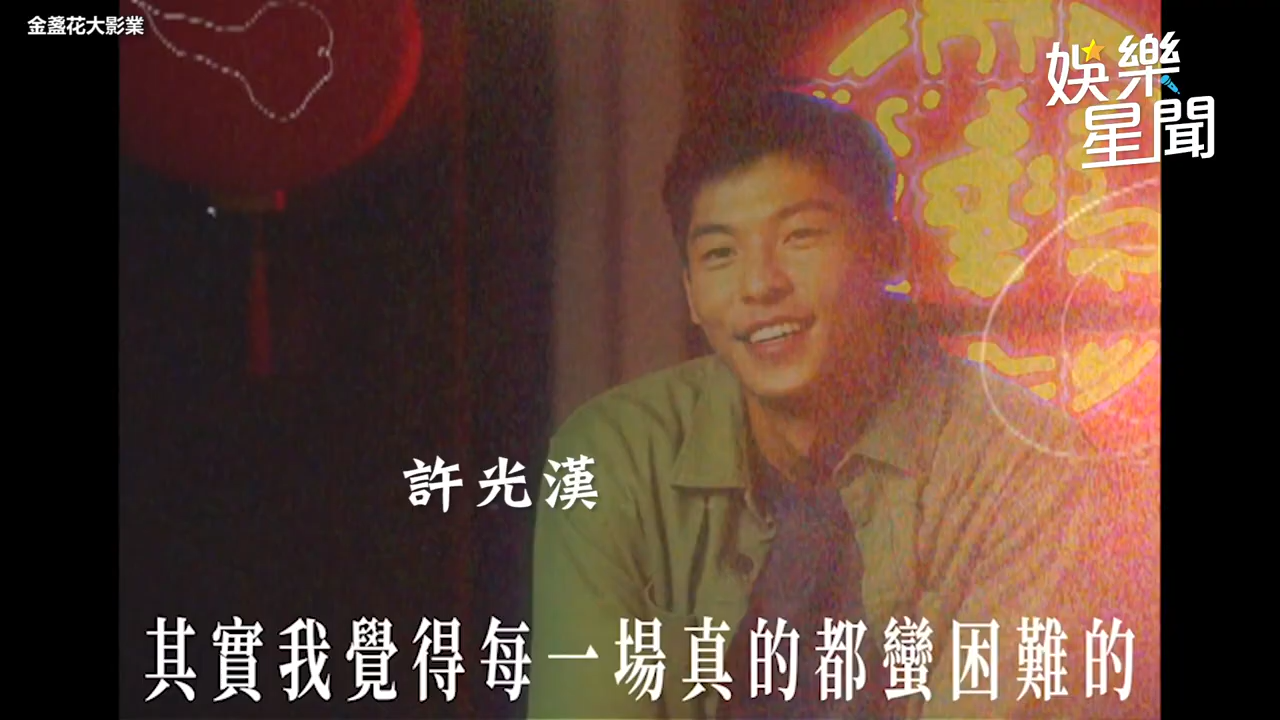 金盞花大影業
娛樂
星聞
許光漢
其實我覺得每一場真的都蠻困難的